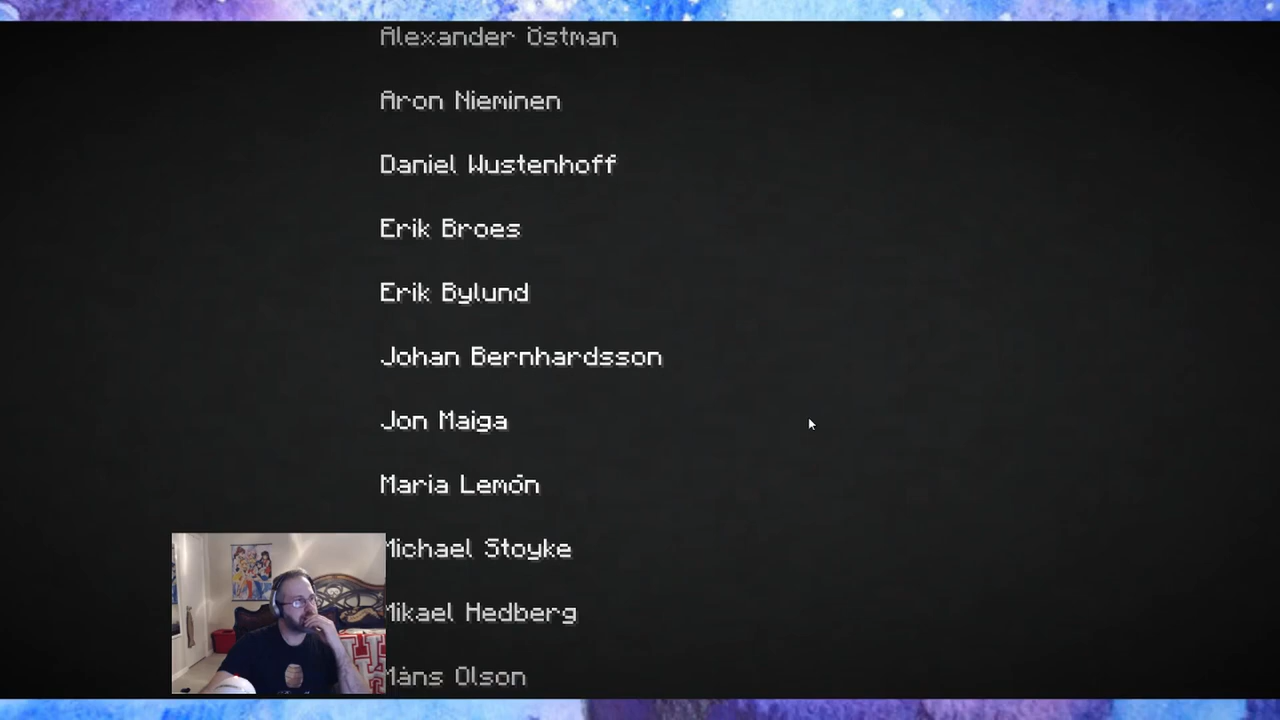 Alexander Östman
Aron Nieminen
Daniel Wustenhoff
Erik Broes
Erik Bylund
Johan Bernhardsson
Jon Maiga
Maria Lemón
Michael Stoyke
Mikael Hedberg
Måns Olson